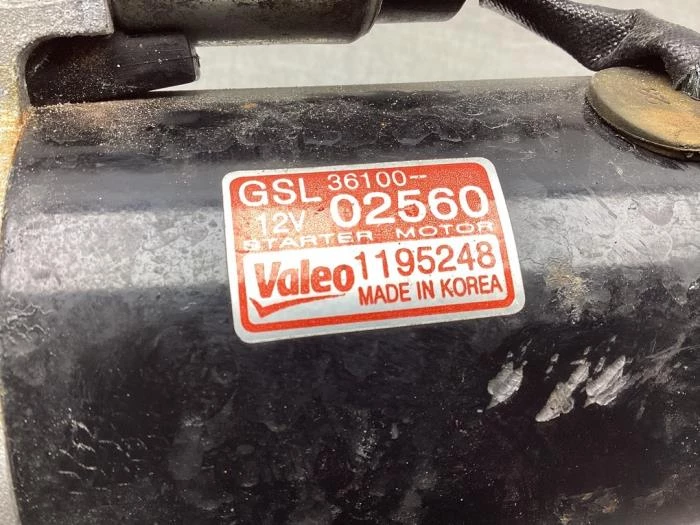 GSL 36100--
12V 02560
STARTER MOTOR
Valeo 1195248
MADE IN KOREA